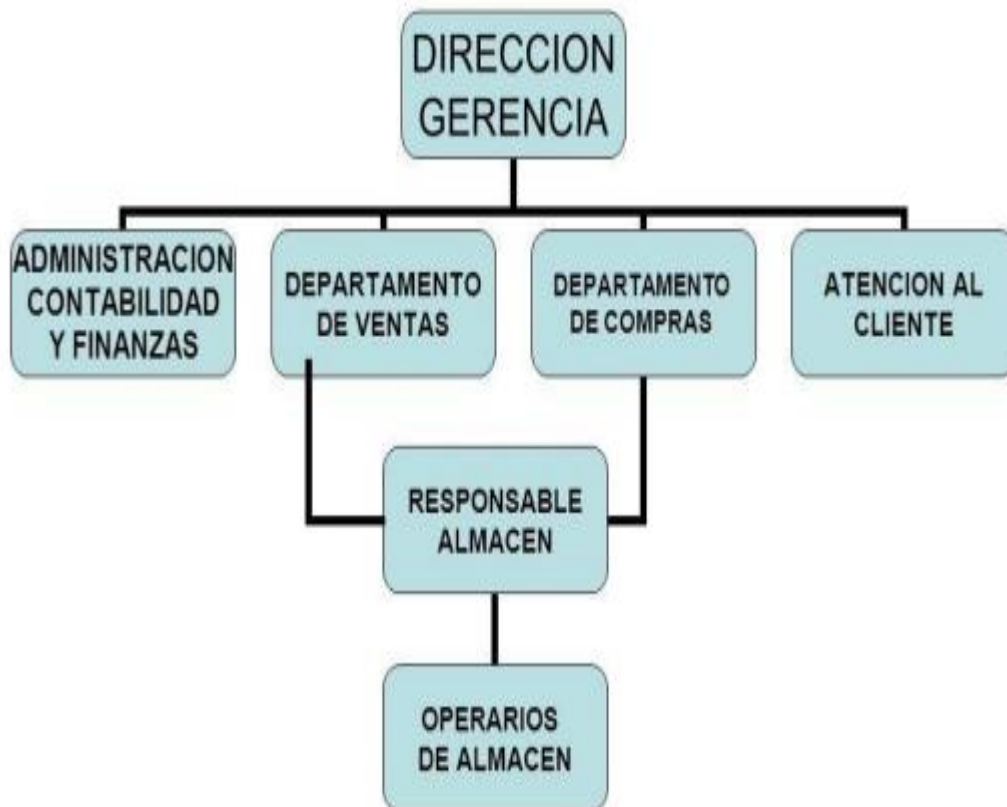 DIRECCION
GERENCIA
ADMINISTRACION
CONTABILIDAD
Y FINANZAS
DEPARTAMENTO
DE VENTAS
DEPARTAMENTO
DE COMPRAS
ATENCION AL
CLIENTE
RESPONSABLE
ALMACEN
OPERARIOS
DE ALMACEN